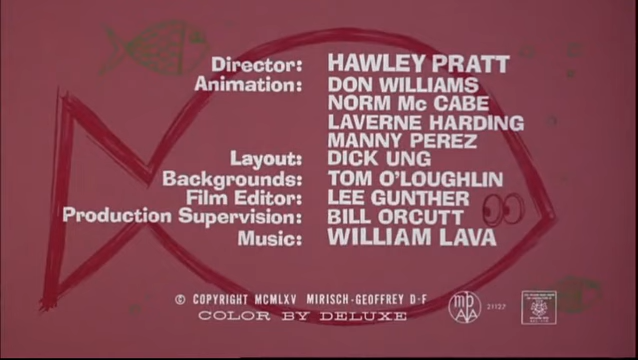 Director: HAWLEY PRATT
Animation: DON WILLIAMS
NORM Mc CABE
LAVERNE HARDING
MANNY PEREZ
Layout: DICK UNG
Backgrounds: TOM O'LOUGHLIN
Film Editor: LEE GUNTHER
Production Supervision: BILL ORCUTT
Music: WILLIAM LAVA
© COPYRIGHT MCMLXV MIRISCH-GEOFFREY D-F
COLOR BY DELUXE